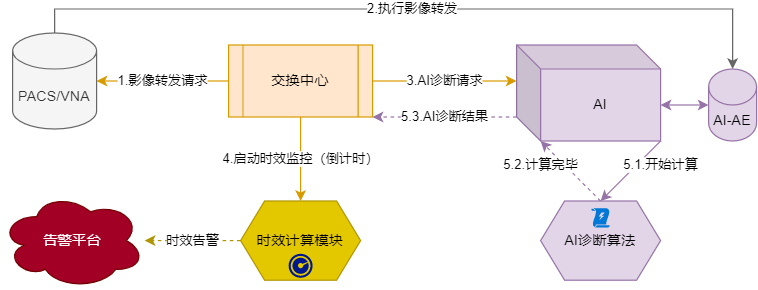 2.执行影像转发
PACS/VNA
1.影像转发请求
交换中心
3.AI诊断请求
AI
AI-AE
5.3.AI诊断结果
4.启动时效监控（倒计时）
5.2.计算完毕
5.1.开始计算
告警平台
时效告警
时效计算模块
AI诊断算法